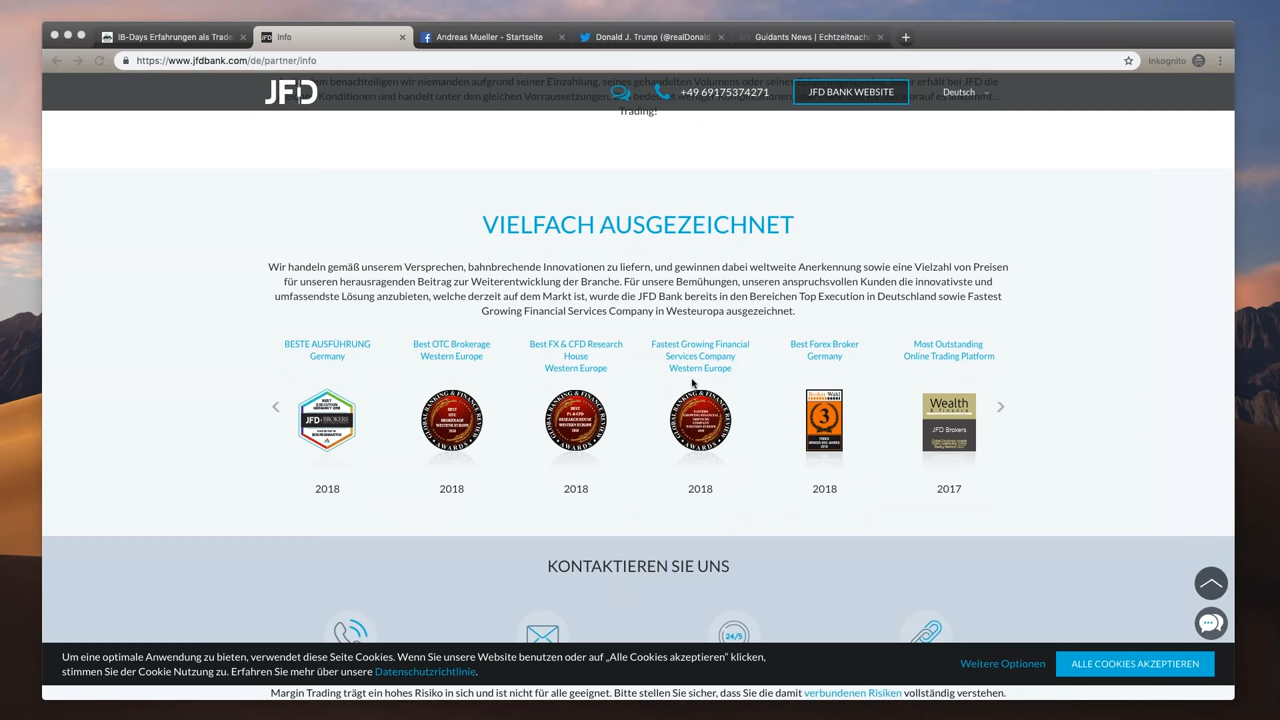 IB-Days Erfahrungen als Trade
Info
Andreas Mueller - Startseite
Donald J. Trump (@realDonald
Guidants News | Echtzeitnach
https://www.jfdbank.com/de/partner/info
Inkognito
JFD
+49 69175374271
JFD BANK WEBSITE
Deutsch
Trading!
VIELFACH AUSGEZEICHNET
Wir handeln gemäß unserem Versprechen, bahnbrechende Innovationen zu liefern, und gewinnen dabei weltweite Anerkennung sowie eine Vielzahl von Preisen
für unseren herausragenden Beitrag zur Weiterentwicklung der Branche. Für unsere Bemühungen, unseren anspruchsvollen Kunden die innovativste und
umfassendste Lösung anzubieten, welche derzeit auf dem Markt ist, wurde die JFD Bank bereits in den Bereichen Top Execution in Deutschland sowie Fastest
Growing Financial Services Company in Westeuropa ausgezeichnet.
BESTE AUSFÜHRUNG
Germany
Best OTC Brokerage
Western Europe
Best FX & CFD Research
House
Western Europe
Fastest Growing Financial
Services Company
Western Europe
Best Forex Broker
Germany
Most Outstanding
Online Trading Platform
JFD BROKERS
3
Wealth
JFD Brokers
2018
2018
2018
2018
2018
2017
KONTAKTIEREN SIE UNS
24/5
Um eine optimale Anwendung zu bieten, verwendet diese Seite Cookies. Wenn Sie unsere Website benutzen oder auf „Alle Cookies akzeptieren" klicken,
stimmen Sie der Cookie Nutzung zu. Erfahren Sie mehr über unsere Datenschutzrichtlinie.
Weitere Optionen
ALLE COOKIES AKZEPTIEREN
Margin Trading trägt ein hohes Risiko in sich und ist nicht für alle geeignet. Bitte stellen Sie sicher, dass Sie die damit verbundenen Risiken vollständig verstehen.